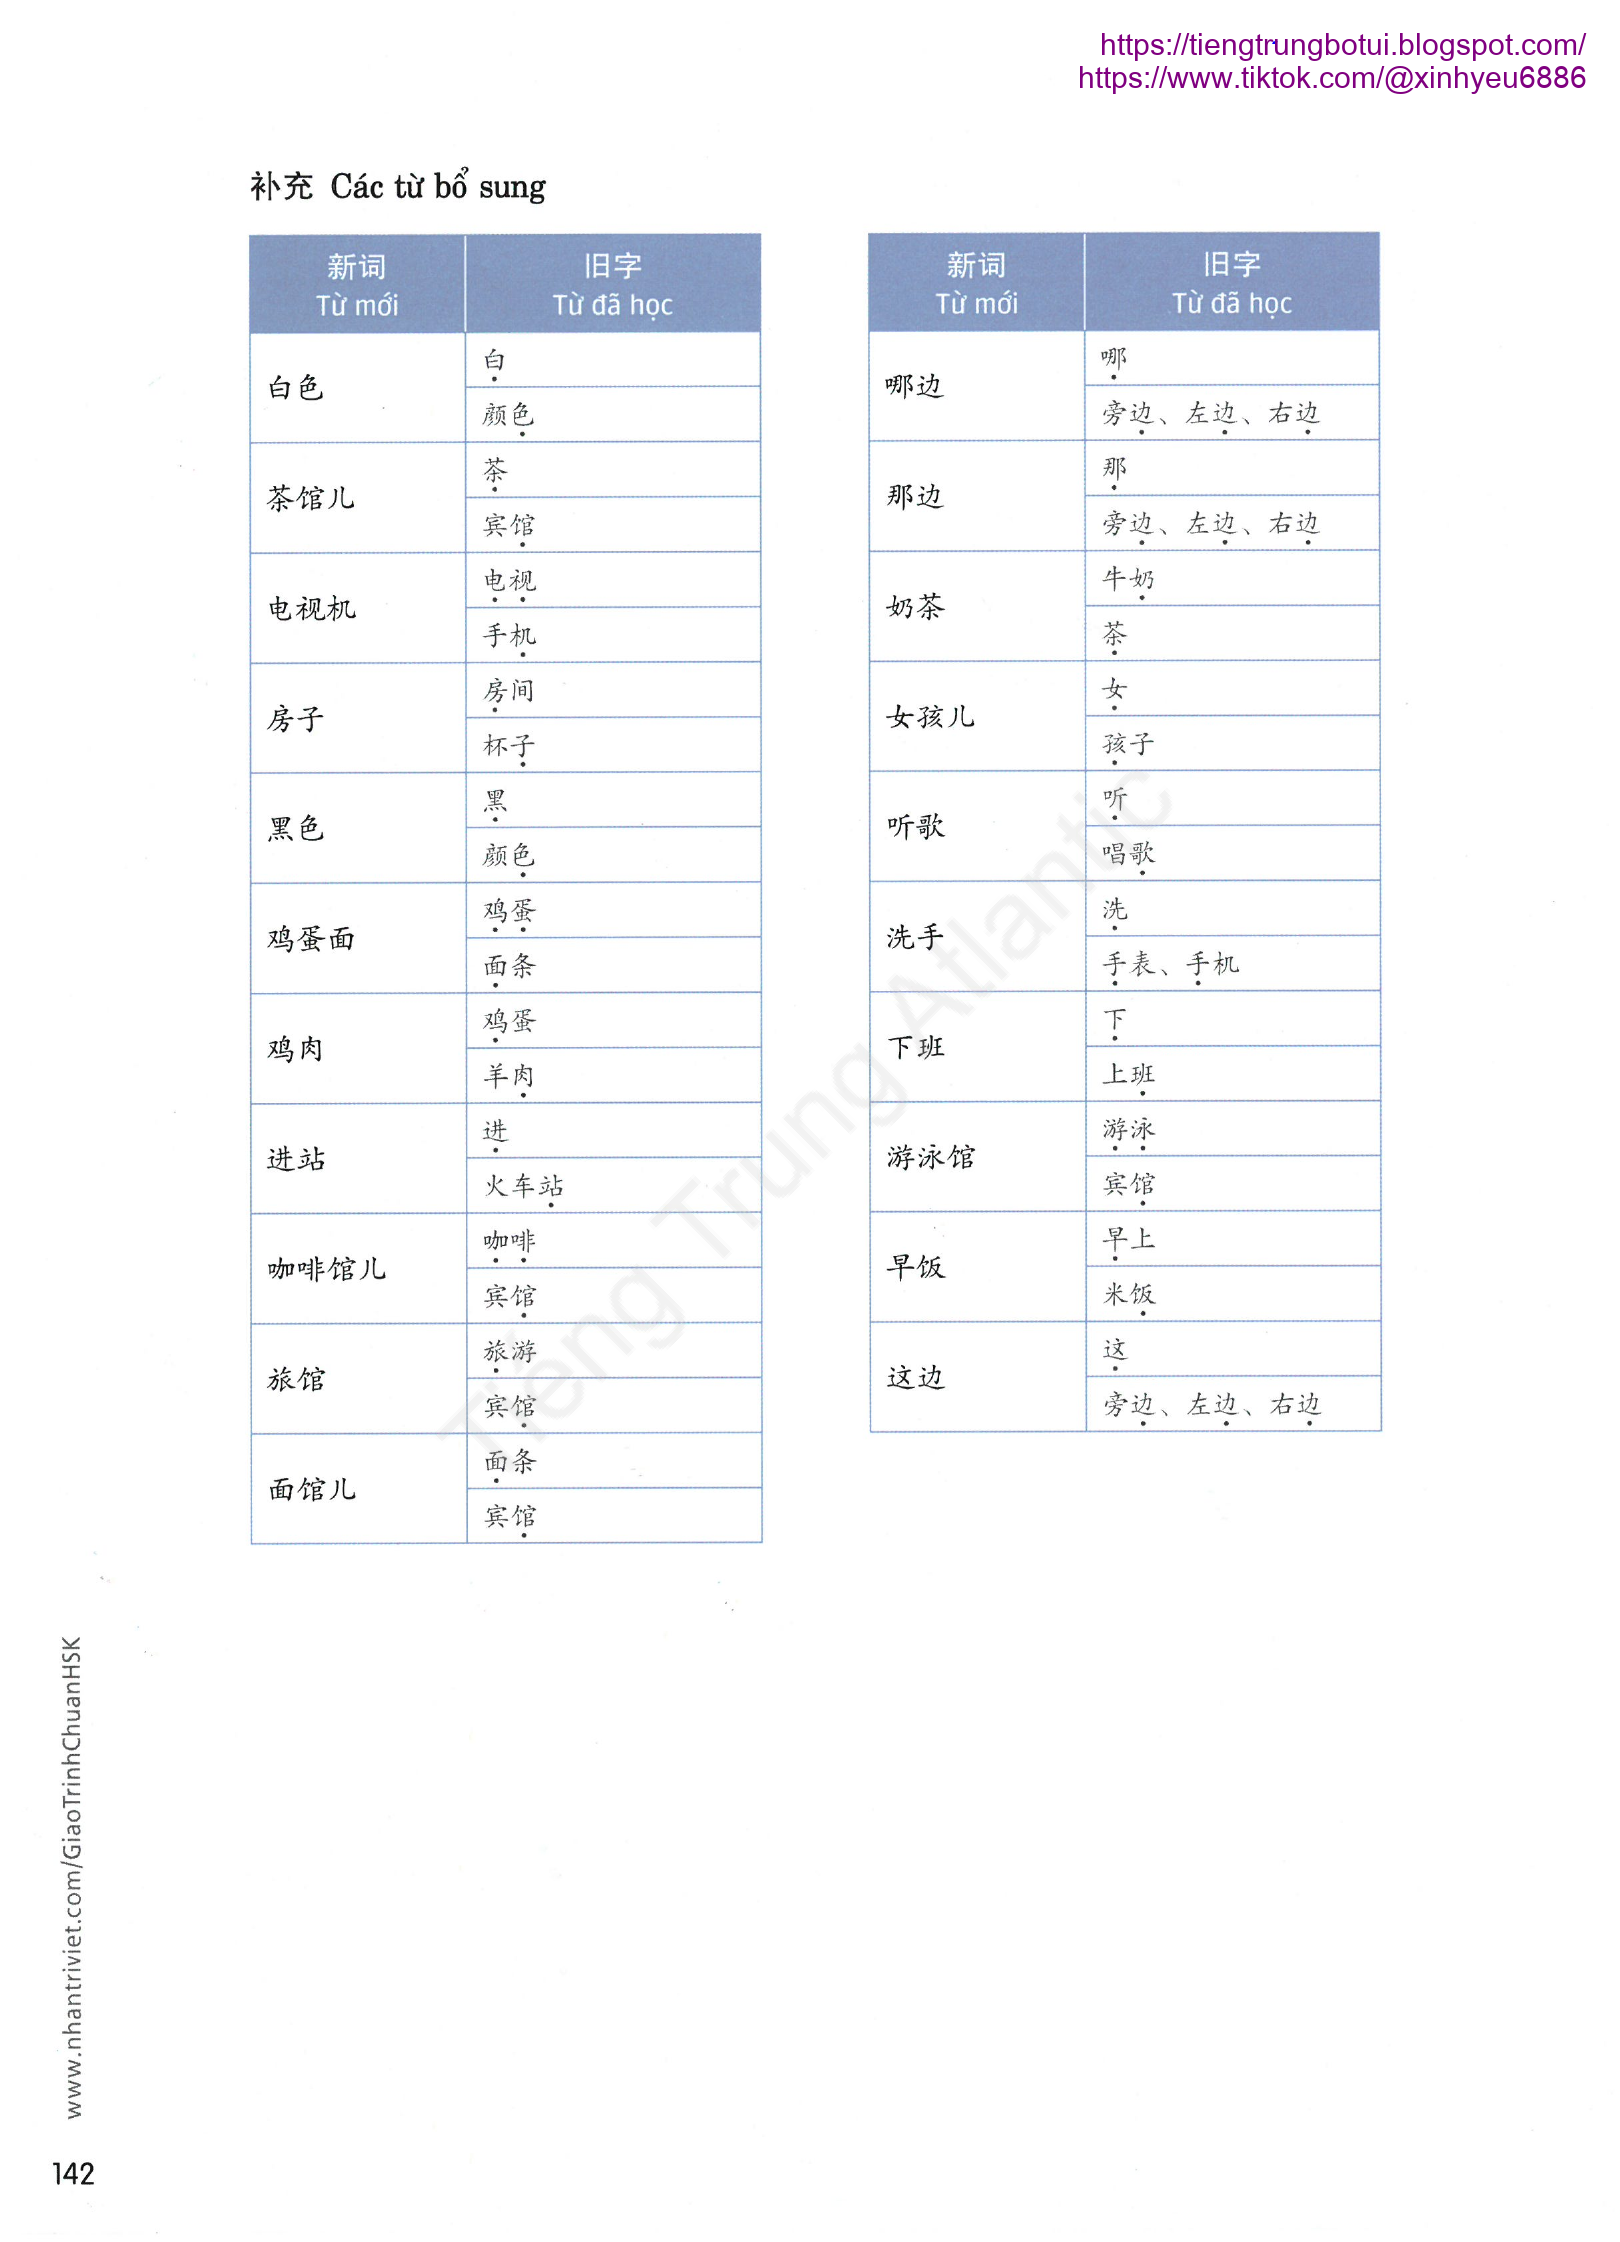 https://tiengtrungbotui.blogspot.com/
https://www.tiktok.com/@xinhyeu6886
补充 Các từ bổ sung
新词 旧字
Từ mới Từ đã học
白色
白
颜色
茶馆儿
茶
宾馆
电视机
电视
手机
房子
房间
杯子
黑色
黑
颜色
鸡蛋面
鸡蛋
面条
鸡肉
鸡蛋
羊肉
进站
进
火车站
咖啡馆儿
咖啡
宾馆
旅馆
旅游
宾馆
面馆儿
面条
宾馆
新词 旧字
Từ mới Từ đã học
哪边
哪
旁边、左边、右边
那边
那
旁边、左边、右边
奶茶
牛奶
茶
女孩儿
女
孩子
听歌
听
唱歌
洗手
洗
手表、手机
下班
下
上班
游泳馆
游泳
宾馆
早饭
早上
米饭
这边
这
旁边、左边、右边
Tiếng Trung Atlantic
www.nhantriviet.com/GiaoTrinhChuanHSK
142